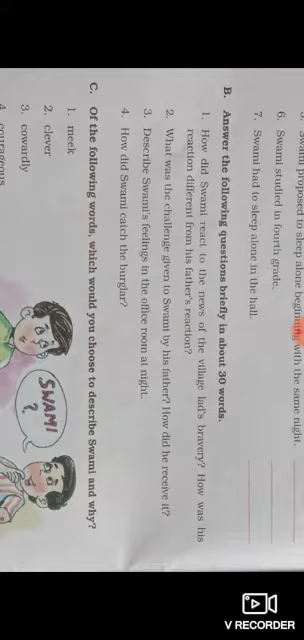 Swami proposed to sleep alone beginning with the same night.
6. Swami studied in fourth grade.
7. Swami had to sleep alone in the hall.
B. Answer the following questions briefly in about 30 words.
1. How did Swami react to the news of the village lad's bravery? How was his
reaction different from his father's reaction?
2. What was the challenge given to Swami by his father? How did he receive it?
3. Describe Swami's feelings in the office room at night.
4. How did Swami catch the burglar?
C. Of the following words, which would you choose to describe Swami and why?
1. meek
2. clever
3. cowardly
4. courageous
SWAMI
?
V RECORDER